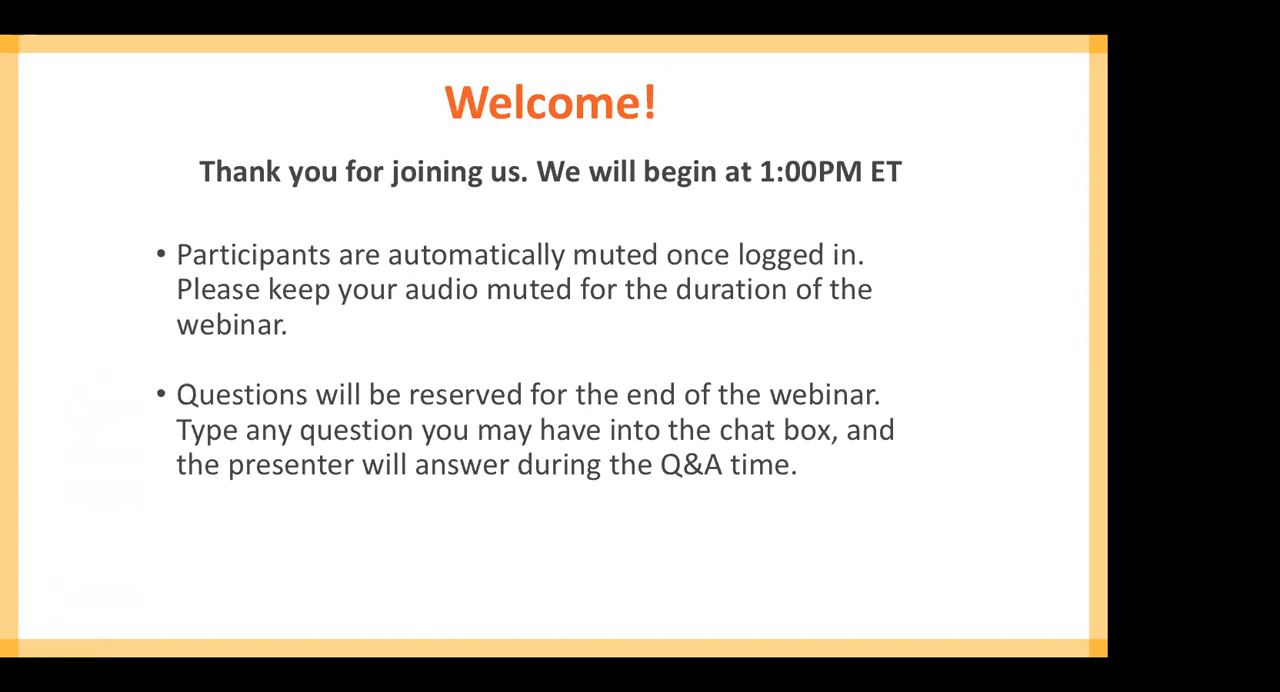 Welcome!
Thank you for joining us. We will begin at 1:00PM ET
• Participants are automatically muted once logged in.
Please keep your audio muted for the duration of the
webinar.
• Questions will be reserved for the end of the webinar.
Type any question you may have into the chat box, and
the presenter will answer during the Q&A time.